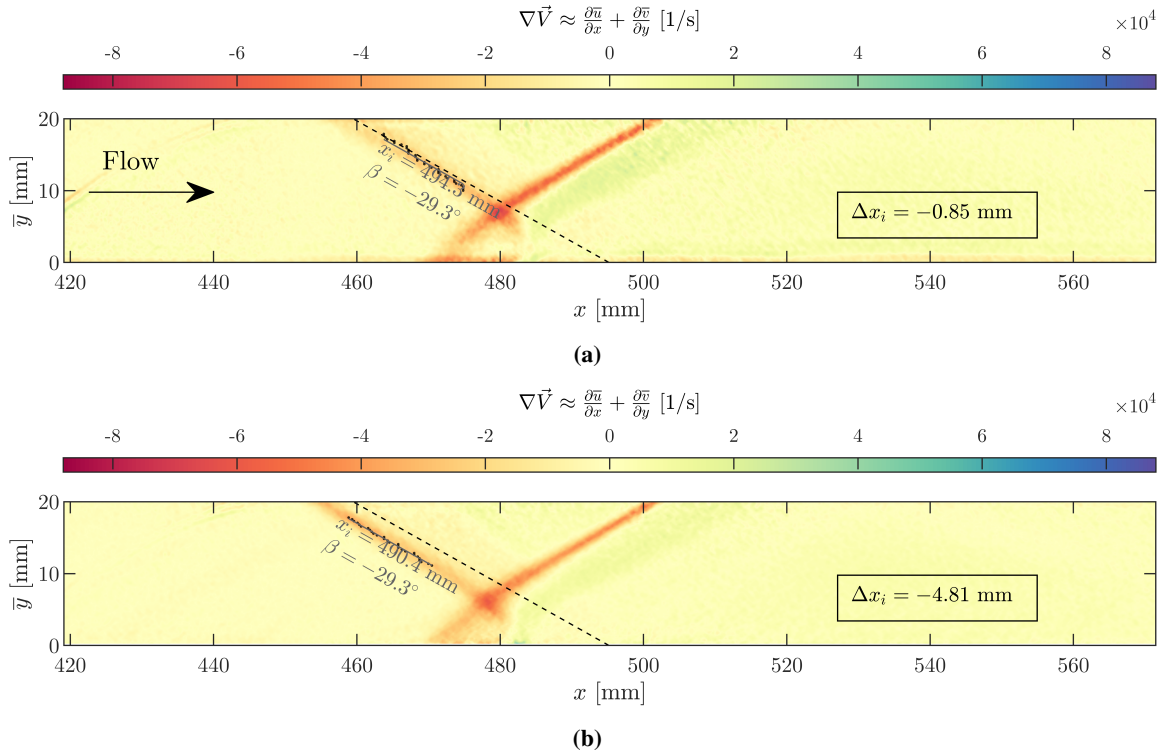 ∇V⃗ ≈ ∂u̅/∂x + ∂v̅/∂y [1/s]
×10⁴
-8 -6 -4 -2 0 2 4 6 8
20
10
0
y̅ [mm]
Flow
x_i = 494.3 mm
β = −29.3°
Δx_i = −0.85 mm
420 440 460 480 500 520 540 560
x [mm]
(a)
∇V⃗ ≈ ∂u̅/∂x + ∂v̅/∂y [1/s]
×10⁴
-8 -6 -4 -2 0 2 4 6 8
20
10
0
y̅ [mm]
x_i = 490.4 mm
β = −29.3°
Δx_i = −4.81 mm
420 440 460 480 500 520 540 560
x [mm]
(b)